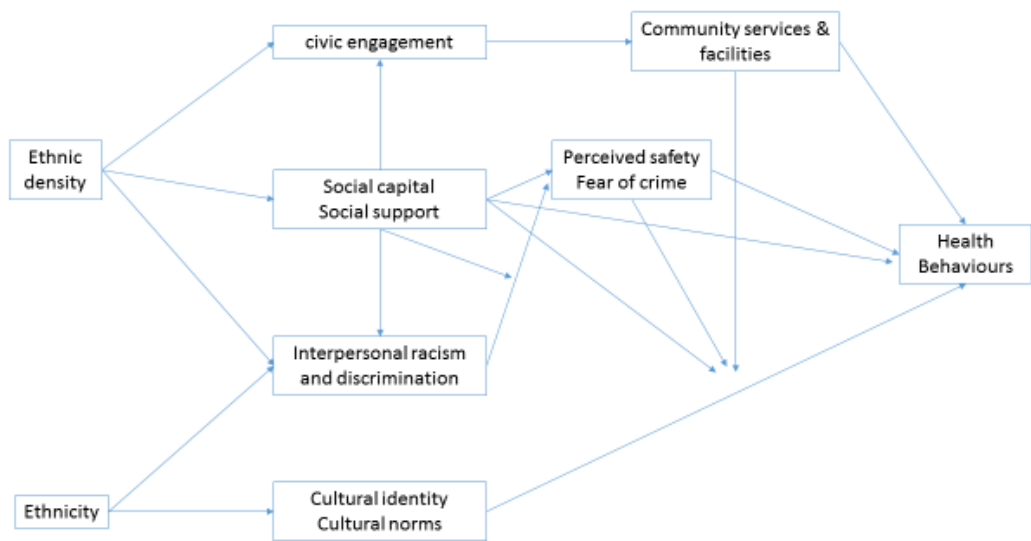 civic engagement
Community services &
facilities
Ethnic
density
Perceived safety
Fear of crime
Social capital
Social support
Health
Behaviours
Interpersonal racism
and discrimination
Ethnicity
Cultural identity
Cultural norms